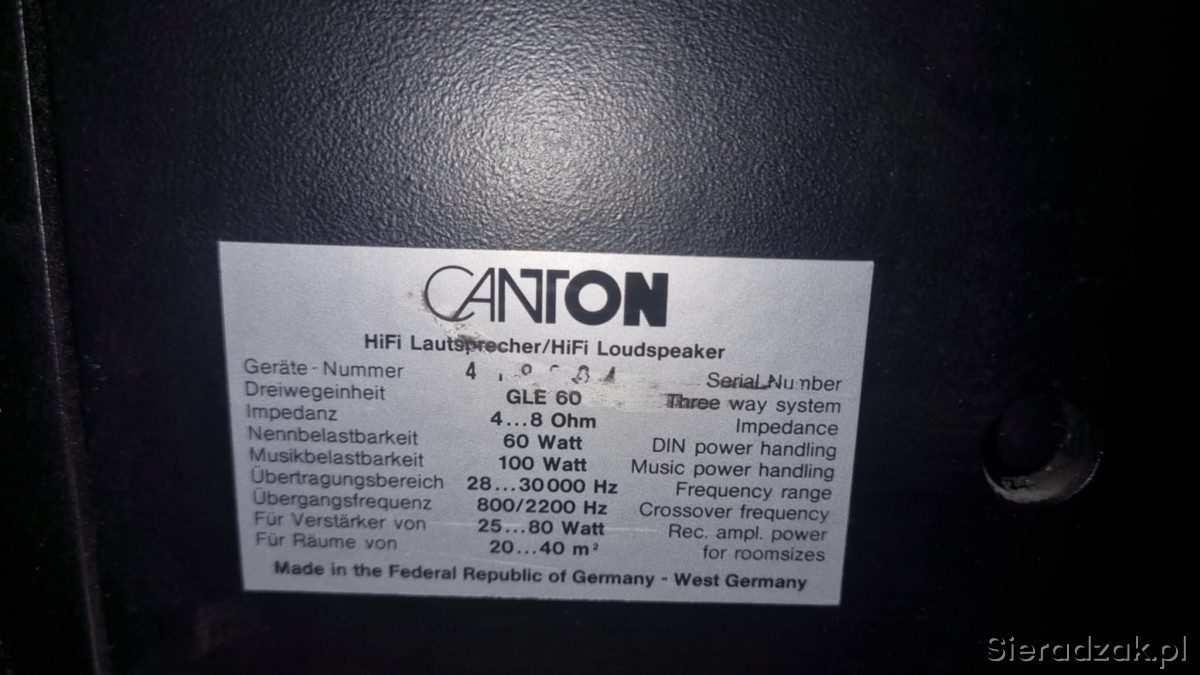 CANTON
HiFi Lautsprecher/HiFi Loudspeaker
Geräte-Nummer Serial Number
Dreiwegeinheit GLE 60 Three way system
Impedanz 4...8 Ohm Impedance
Nennbelastbarkeit 60 Watt DIN power handling
Musikbelastbarkeit 100 Watt Music power handling
Übertragungsbereich 28...30000 Hz Frequency range
Übergangsfrequenz 800/2200 Hz Crossover frequency
Für Verstärker von 25...80 Watt Rec. ampl. power
Für Räume von 20...40 m² for roomsizes
Made in the Federal Republic of Germany - West Germany
Sieradzak.pl